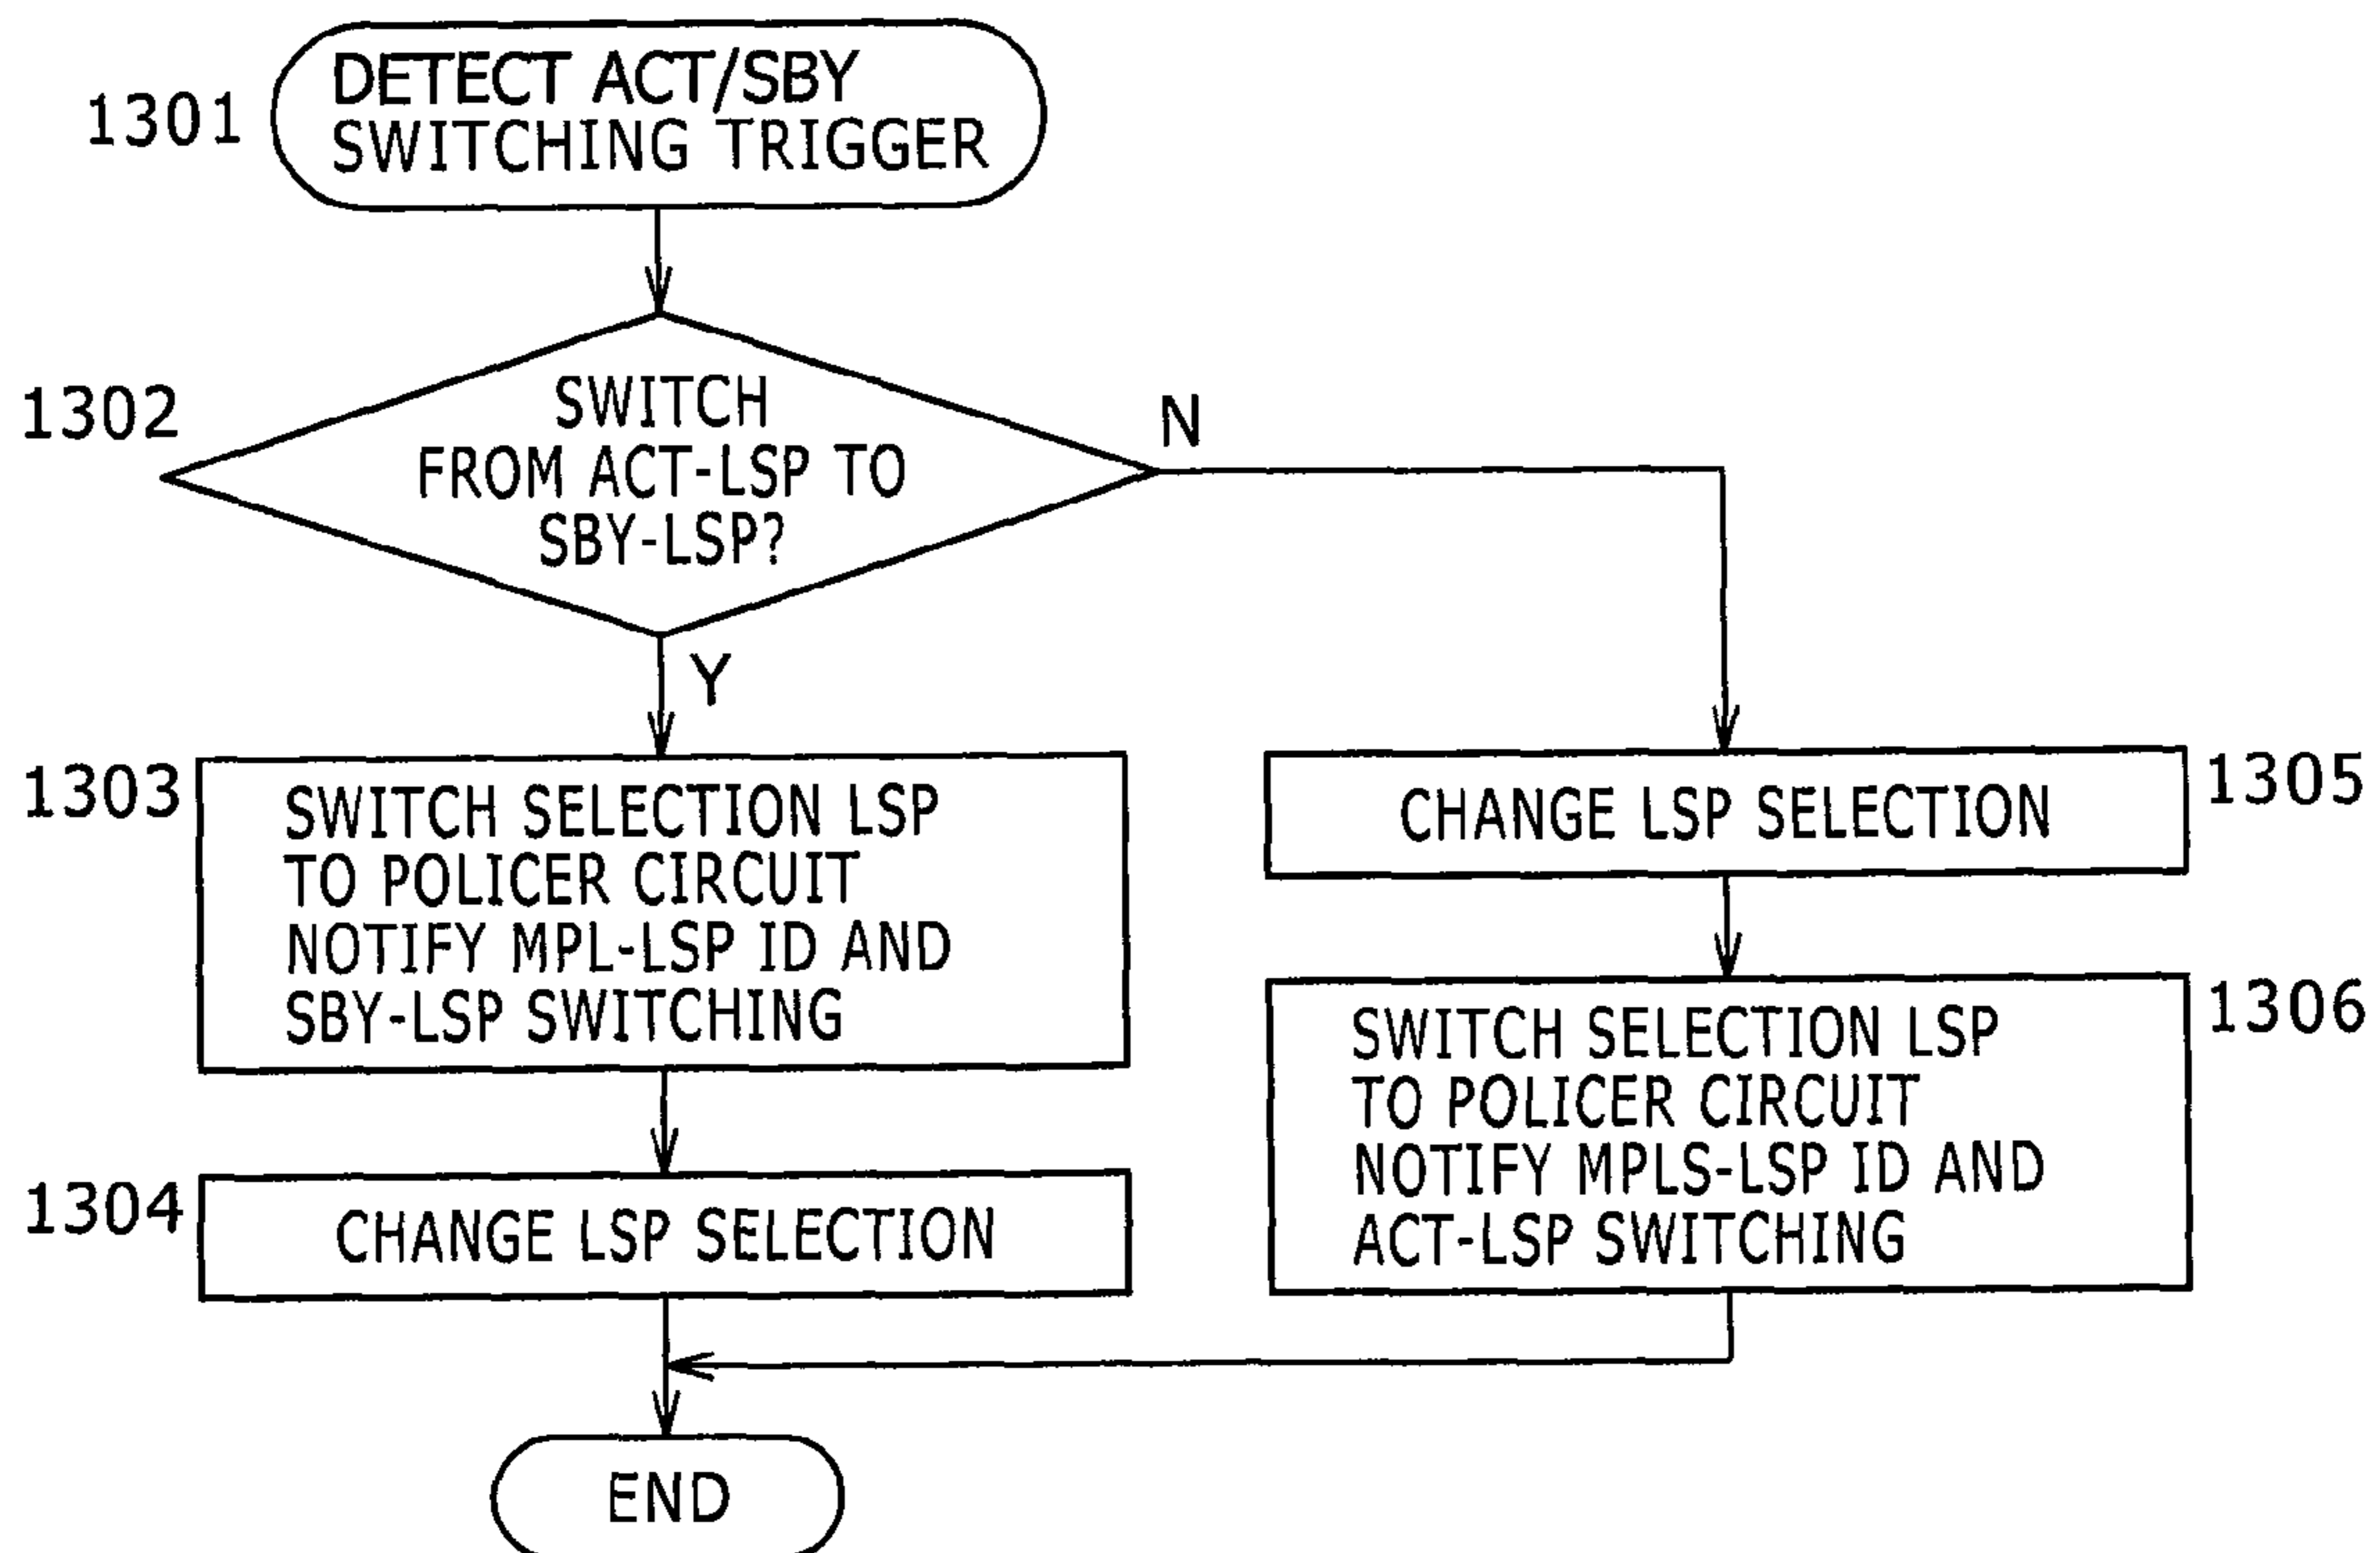 1301
DETECT ACT/SBY
SWITCHING TRIGGER
1302
SWITCH
FROM ACT-LSP TO
SBY-LSP?
N
Y
1303
SWITCH SELECTION LSP
TO POLICER CIRCUIT
NOTIFY MPL-LSP ID AND
SBY-LSP SWITCHING
1304
CHANGE LSP SELECTION
CHANGE LSP SELECTION
1305
SWITCH SELECTION LSP
TO POLICER CIRCUIT
NOTIFY MPLS-LSP ID AND
ACT-LSP SWITCHING
1306
END